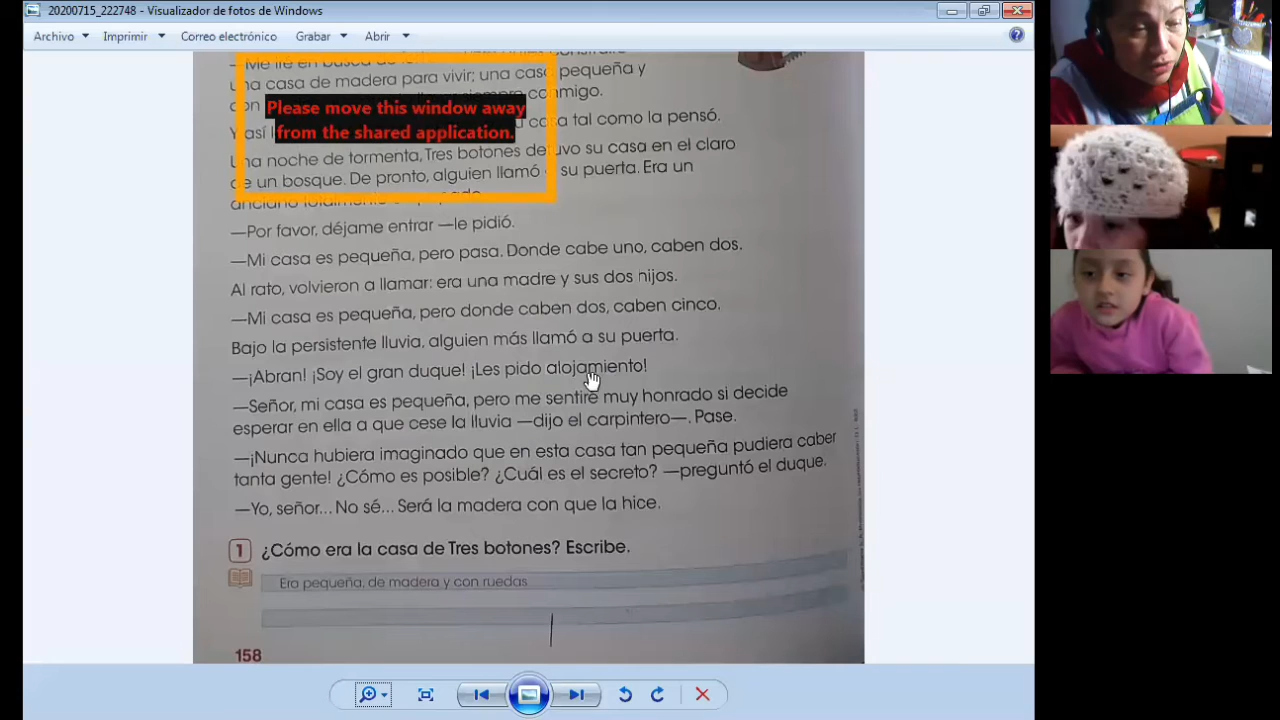 20200715_222748 - Visualizador de fotos de Windows
Archivo Imprimir Correo electrónico Grabar Abrir
—Me iré en busca de
una casa de madera para vivir; una casa pequeña y
con conmigo.
Please move this window away
from the shared application.
Y así casa tal como la pensó.
Una noche de tormenta, Tres botones detuvo su casa en el claro
de un bosque. De pronto, alguien llamó a su puerta. Era un
anciano totalmente
—Por favor, déjame entrar —le pidió.
—Mi casa es pequeña, pero pasa. Donde cabe uno, caben dos.
Al rato, volvieron a llamar: era una madre y sus dos hijos.
—Mi casa es pequeña, pero donde caben dos, caben cinco.
Bajo la persistente lluvia, alguien más llamó a su puerta.
—¡Abran! ¡Soy el gran duque! ¡Les pido alojamiento!
—Señor, mi casa es pequeña, pero me sentiré muy honrado si decide
esperar en ella a que cese la lluvia —dijo el carpintero—. Pase.
—¡Nunca hubiera imaginado que en esta casa tan pequeña pudiera caber
tanta gente! ¿Cómo es posible? ¿Cuál es el secreto? —preguntó el duque.
—Yo, señor... No sé... Será la madera con que la hice.
1 ¿Cómo era la casa de Tres botones? Escribe.
Era pequeña, de madera y con ruedas
158